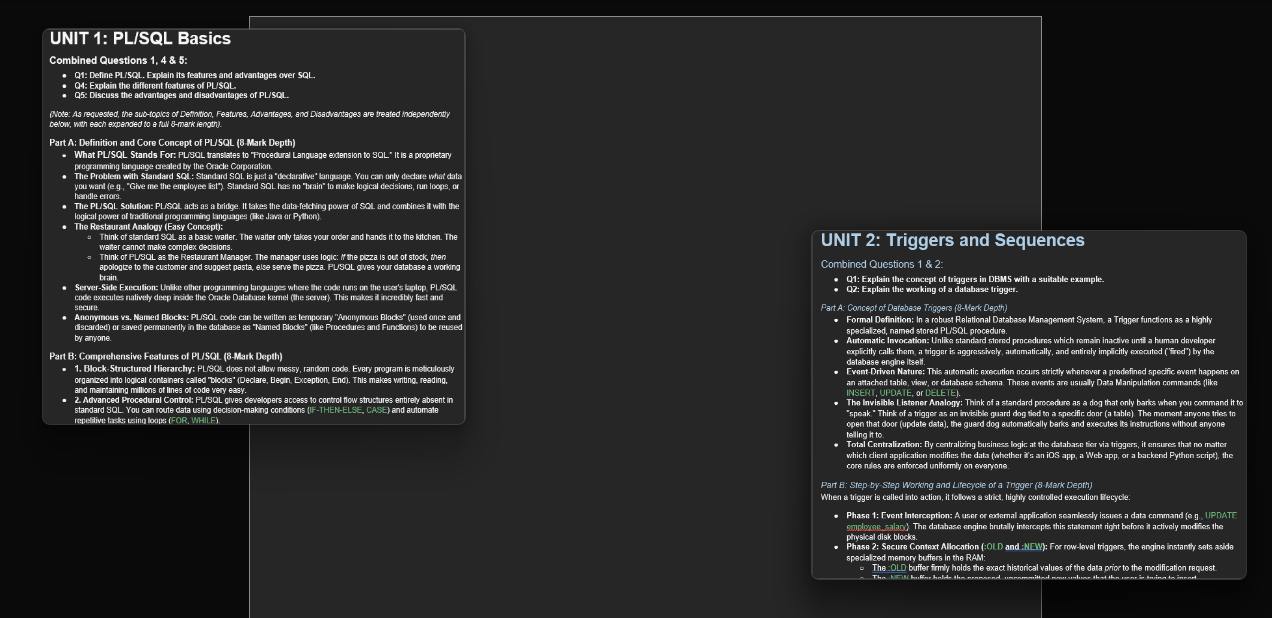 UNIT 1: PL/SQL Basics
Combined Questions 1, 4 & 5:
• Q1: Define PL/SQL. Explain its features and advantages over SQL.
• Q4: Explain the different features of PL/SQL.
• Q5: Discuss the advantages and disadvantages of PL/SQL.
(Note: As requested, the sub-topics of Definition, Features, Advantages, and Disadvantages are treated independently
below, with each expanded to a full 8-mark length).
Part A: Definition and Core Concept of PL/SQL (8-Mark Depth)
• What PL/SQL Stands For: PL/SQL translates to "Procedural Language extension to SQL." It is a proprietary
programming language created by the Oracle Corporation.
• The Problem with Standard SQL: Standard SQL is just a "declarative" language. You can only declare what data
you want (e.g., "Give me the employee list"). Standard SQL has no "brain" to make logical decisions, run loops, or
handle errors.
• The PL/SQL Solution: PL/SQL acts as a bridge. It takes the data-fetching power of SQL and combines it with the
logical power of traditional programming languages (like Java or Python).
• The Restaurant Analogy (Easy Concept):
○ Think of standard SQL as a basic waiter. The waiter only takes your order and hands it to the kitchen. The
waiter cannot make complex decisions.
○ Think of PL/SQL as the Restaurant Manager. The manager uses logic: If the pizza is out of stock, then
apologize to the customer and suggest pasta, else serve the pizza. PL/SQL gives your database a working
brain.
• Server-Side Execution: Unlike other programming languages where the code runs on the user's laptop, PL/SQL
code executes natively deep inside the Oracle Database kernel (the server). This makes it incredibly fast and
secure.
• Anonymous vs. Named Blocks: PL/SQL code can be written as temporary "Anonymous Blocks" (used once and
discarded) or saved permanently in the database as "Named Blocks" (like Procedures and Functions) to be reused
by anyone.
Part B: Comprehensive Features of PL/SQL (8-Mark Depth)
• 1. Block-Structured Hierarchy: PL/SQL does not allow messy, random code. Every program is meticulously
organized into logical containers called "blocks" (Declare, Begin, Exception, End). This makes writing, reading,
and maintaining millions of lines of code very easy.
• 2. Advanced Procedural Control: PL/SQL gives developers access to control flow structures entirely absent in
standard SQL. You can route data using decision-making conditions (IF-THEN-ELSE, CASE) and automate
repetitive tasks using loops (FOR, WHILE).
UNIT 2: Triggers and Sequences
Combined Questions 1 & 2:
• Q1: Explain the concept of triggers in DBMS with a suitable example.
• Q2: Explain the working of a database trigger.
Part A: Concept of Database Triggers (8-Mark Depth)
• Formal Definition: In a robust Relational Database Management System, a Trigger functions as a highly
specialized, named stored PL/SQL procedure.
• Automatic Invocation: Unlike standard stored procedures which remain inactive until a human developer
explicitly calls them, a trigger is aggressively, automatically, and entirely implicitly executed ("fired") by the
database engine itself.
• Event-Driven Nature: This automatic execution occurs strictly whenever a predefined specific event happens on
an attached table, view, or database schema. These events are usually Data Manipulation commands (like
INSERT, UPDATE, or DELETE).
• The Invisible Listener Analogy: Think of a standard procedure as a dog that only barks when you command it to
"speak." Think of a trigger as an invisible guard dog tied to a specific door (a table). The moment anyone tries to
open that door (update data), the guard dog automatically barks and executes its instructions without anyone
telling it to.
• Total Centralization: By centralizing business logic at the database tier via triggers, it ensures that no matter
which client application modifies the data (whether it's an iOS app, a Web app, or a backend Python script), the
core rules are enforced uniformly on everyone.
Part B: Step-by-Step Working and Lifecycle of a Trigger (8-Mark Depth)
When a trigger is called into action, it follows a strict, highly controlled execution lifecycle:
• Phase 1: Event Interception: A user or external application seamlessly issues a data command (e.g., UPDATE
employee_salary). The database engine brutally intercepts this statement right before it actively modifies the
physical disk blocks.
• Phase 2: Secure Context Allocation (:OLD and :NEW): For row-level triggers, the engine instantly sets aside
specialized memory buffers in the RAM:
○ The :OLD buffer firmly holds the exact historical values of the data prior to the modification request.
○ The :NEW buffer holds the proposed, uncommitted new values that the user is trying to insert.